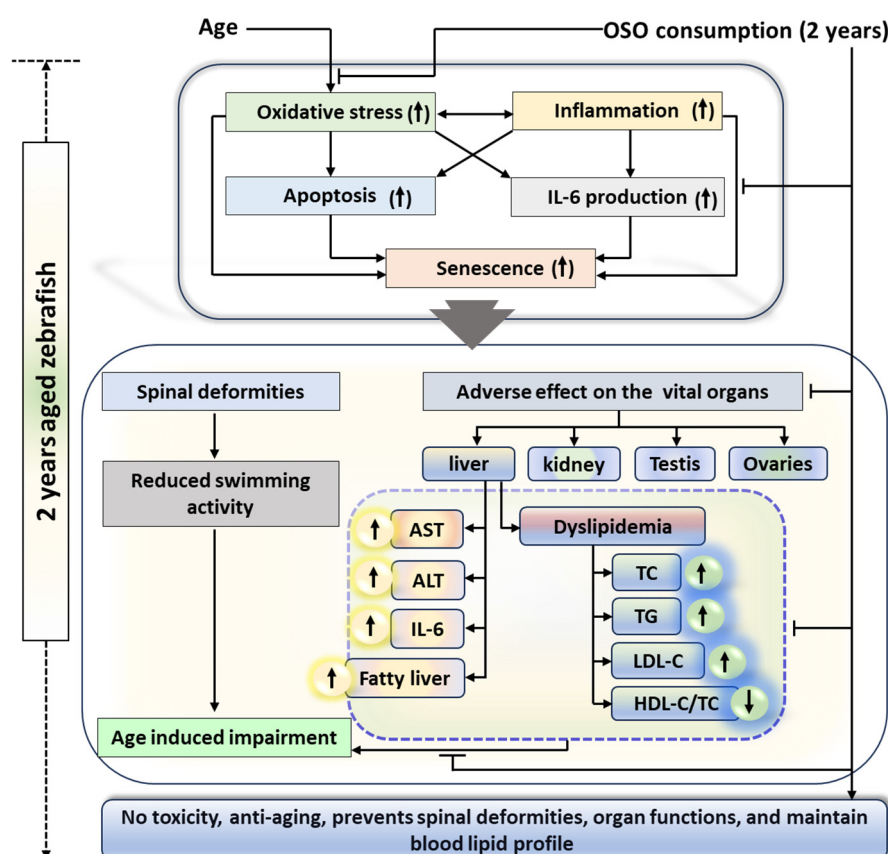 Age
OSO consumption (2 years)
Oxidative stress (↑)
Inflammation (↑)
Apoptosis (↑)
IL-6 production (↑)
Senescence (↑)
2 years aged zebrafish
Spinal deformities
Adverse effect on the vital organs
liver
kidney
Testis
Ovaries
Reduced swimming
activity
↑ AST
Dyslipidemia
↑ ALT
TC ↑
↑ IL-6
TG ↑
↑ Fatty liver
LDL-C ↑
HDL-C/TC ↓
Age induced impairment
No toxicity, anti-aging, prevents spinal deformities, organ functions, and maintain
blood lipid profile